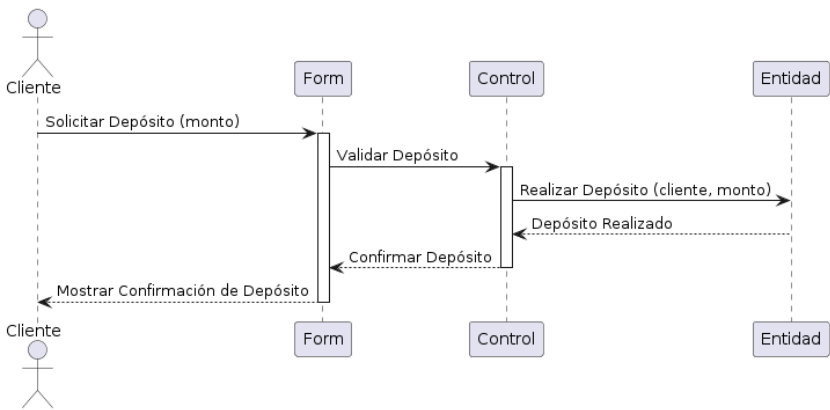 Cliente
Form
Control
Entidad
Solicitar Depósito (monto)
Validar Depósito
Realizar Depósito (cliente, monto)
Depósito Realizado
Confirmar Depósito
Mostrar Confirmación de Depósito
Cliente
Form
Control
Entidad